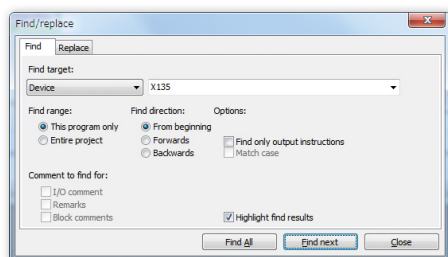 Find/replace
Find Replace
Find target:
Device X135
Find range: Find direction: Options:
This program only From beginning
Entire project Forwards Find only output instructions
Backwards Match case
Comment to find for:
I/O comment
Remarks
Block comments Highlight find results
Find All Find next Close